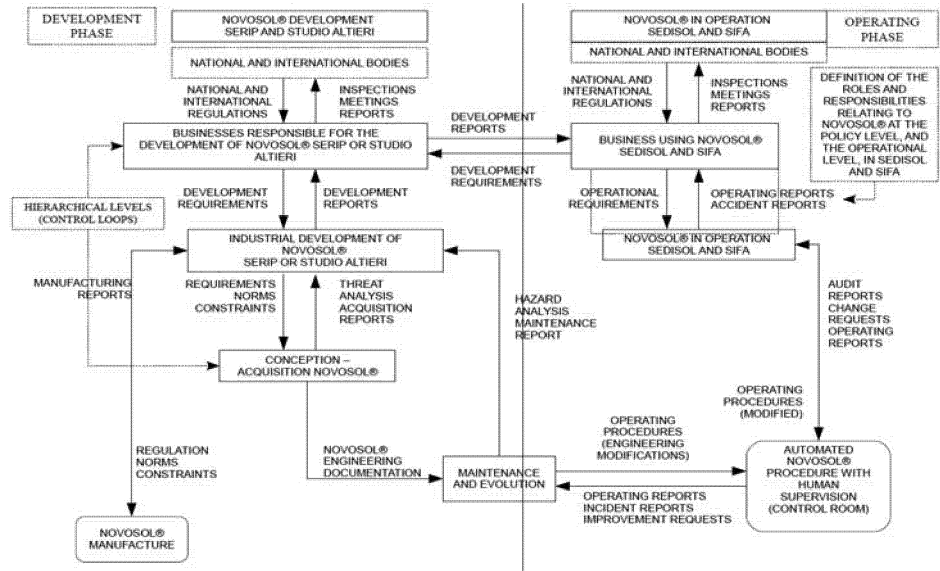 DEVELOPMENT
PHASE
NOVOSOL® DEVELOPMENT
SERIP AND STUDIO ALTIERI
NATIONAL AND INTERNATIONAL BODIES
NATIONAL AND
INTERNATIONAL
REGULATIONS
INSPECTIONS
MEETINGS
REPORTS
BUSINESSES RESPONSIBLE FOR THE
DEVELOPMENT OF NOVOSOL® SERIP OR STUDIO
ALTIERI
DEVELOPMENT
REQUIREMENTS
DEVELOPMENT
REPORTS
HIERARCHICAL LEVELS
(CONTROL LOOPS)
INDUSTRIAL DEVELOPMENT OF
NOVOSOL®
SERIP OR STUDIO ALTIERI
MANUFACTURING
REPORTS
REQUIREMENTS
NORMS
CONSTRAINTS
THREAT
ANALYSIS
ACQUISITION
REPORTS
CONCEPTION –
ACQUISITION NOVOSOL®
REGULATION
NORMS
CONSTRAINTS
NOVOSOL®
ENGINEERING
DOCUMENTATION
NOVOSOL®
MANUFACTURE
DEVELOPMENT
REPORTS
DEVELOPMENT
REQUIREMENTS
HAZARD
ANALYSIS
MAINTENANCE
REPORT
MAINTENANCE
AND EVOLUTION
NOVOSOL® IN OPERATION
SEDISOL AND SIFA
OPERATING
PHASE
NATIONAL AND INTERNATIONAL BODIES
NATIONAL AND
INTERNATIONAL
REGULATIONS
INSPECTIONS
MEETINGS
REPORTS
DEFINITION OF THE
ROLES AND
RESPONSIBILITIES
RELATING TO
NOVOSOL® AT THE
POLICY LEVEL, AND
THE OPERATIONAL
LEVEL, IN SEDISOL
AND SIFA
BUSINESS USING NOVOSOL®
SEDISOL AND SIFA
OPERATIONAL
REQUIREMENTS
OPERATING REPORTS
ACCIDENT REPORTS
NOVOSOL® IN OPERATION
SEDISOL AND SIFA
AUDIT
REPORTS
CHANGE
REQUESTS
OPERATING
REPORTS
OPERATING
PROCEDURES
(MODIFIED)
OPERATING
PROCEDURES
(ENGINEERING
MODIFICATIONS)
OPERATING REPORTS
INCIDENT REPORTS
IMPROVEMENT REQUESTS
AUTOMATED
NOVOSOL®
PROCEDURE WITH
HUMAN
SUPERVISION
(CONTROL ROOM)